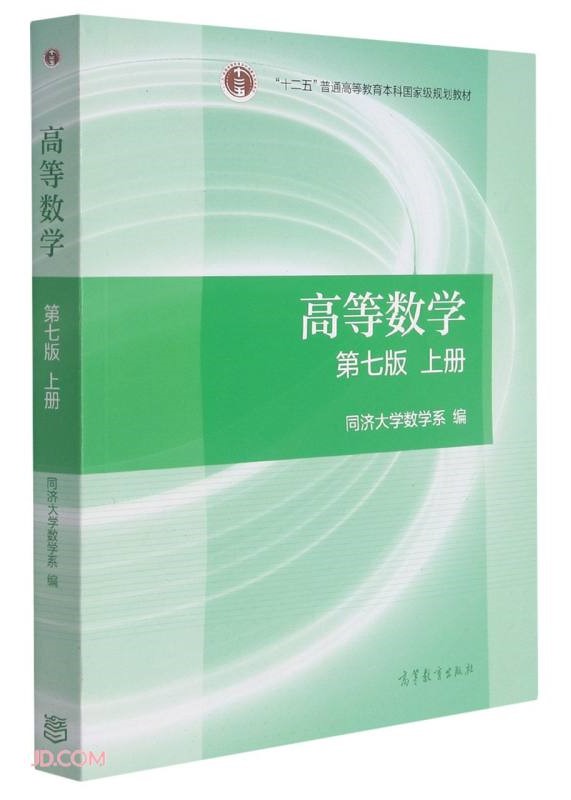 高等数学
第七版 上册
同济大学数学系 编
"十二五"普通高等教育本科国家级规划教材
十二五
高等数学
第七版 上册
同济大学数学系 编
高等教育出版社
JD.COM